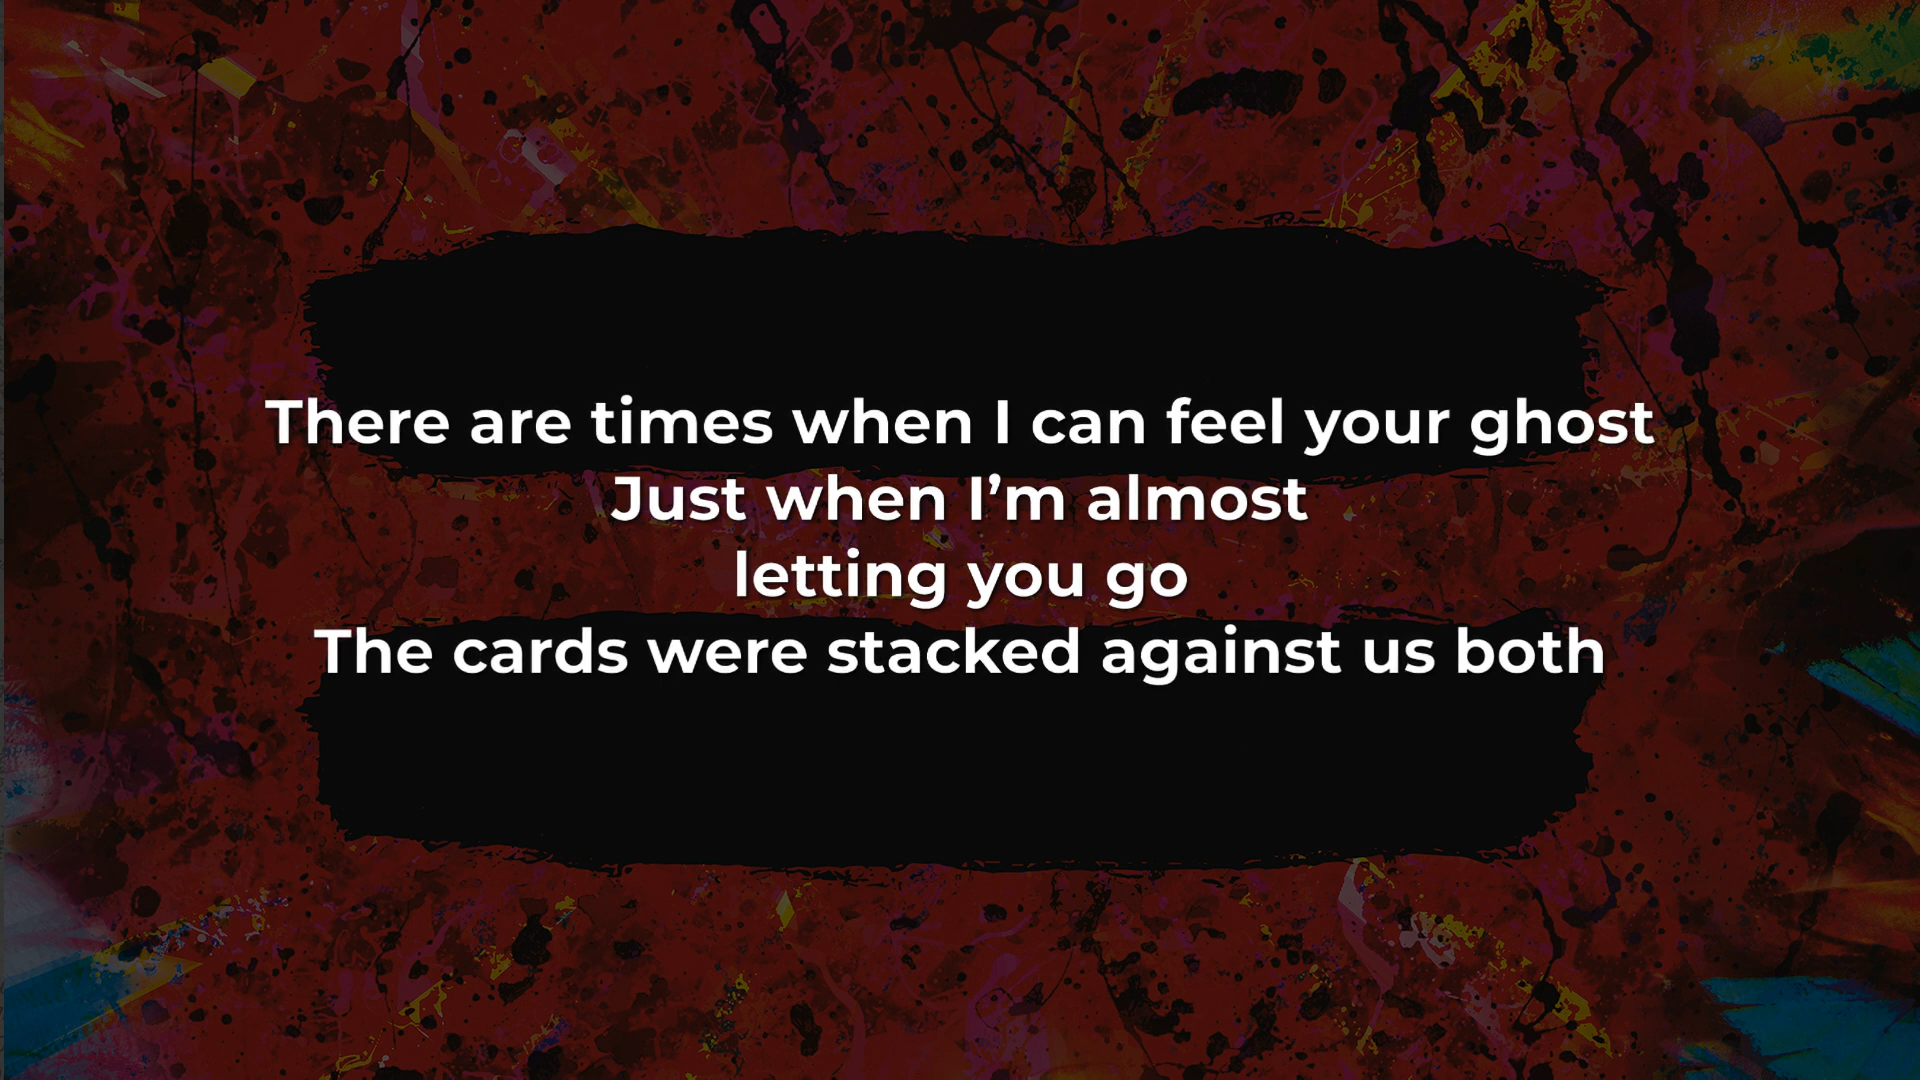 There are times when I can feel your ghost
Just when I’m almost
letting you go
The cards were stacked against us both